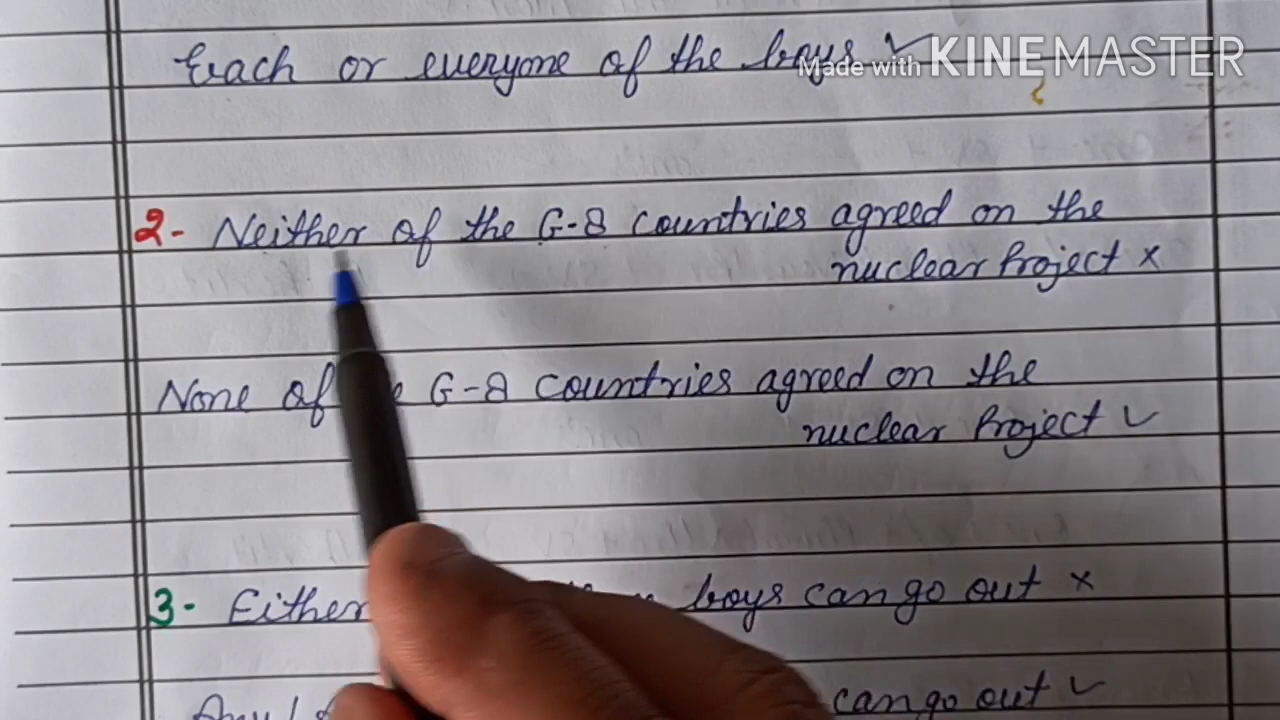 Each or everyone of the boys ✓
Made with KINEMASTER
2- Neither of the G-8 countries agreed on the
nuclear Project ×
None of G-8 countries agreed on the
nuclear Project ✓
3- Either boys can go out ×
can go out ✓